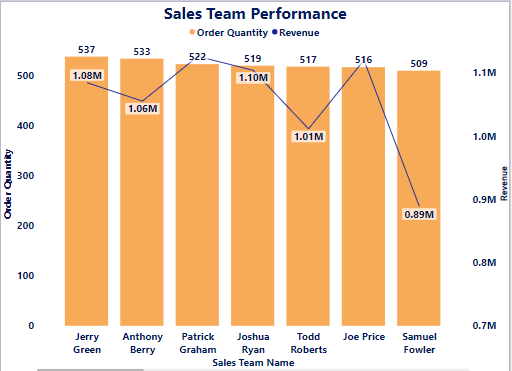 Sales Team Performance
Order Quantity Revenue
537 533 522 519 517 516 509
1.08M 1.06M 1.10M 1.01M 0.89M
Order Quantity
500
400
300
200
100
0
1.1M
1.0M
0.9M
0.8M
0.7M
Revenue
Jerry Green
Anthony Berry
Patrick Graham
Joshua Ryan
Todd Roberts
Joe Price
Samuel Fowler
Sales Team Name